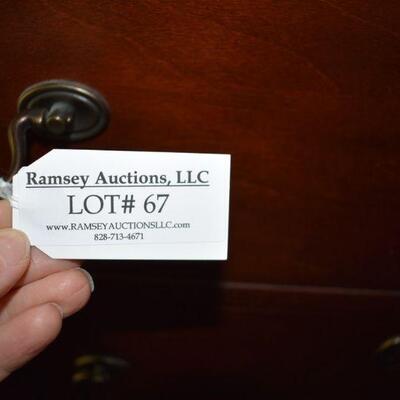 Ramsey Auctions, LLC
LOT# 67
www.RAMSEYAUCTIONSLLC.com
828-713-4671